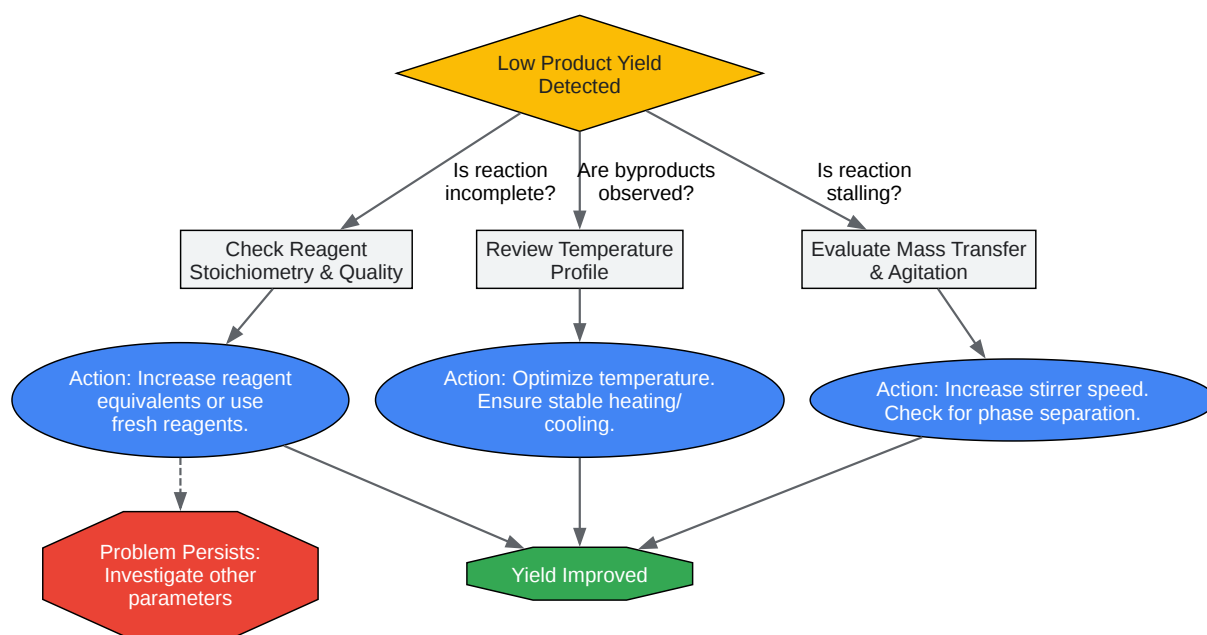 Low Product Yield
Detected
Is reaction
incomplete?
Are byproducts
observed?
Is reaction
stalling?
Check Reagent
Stoichiometry & Quality
Review Temperature
Profile
Evaluate Mass Transfer
& Agitation
Action: Increase reagent
equivalents or use
fresh reagents.
Action: Optimize temperature.
Ensure stable heating/
cooling.
Action: Increase stirrer speed.
Check for phase separation.
Problem Persists:
Investigate other
parameters
Yield Improved